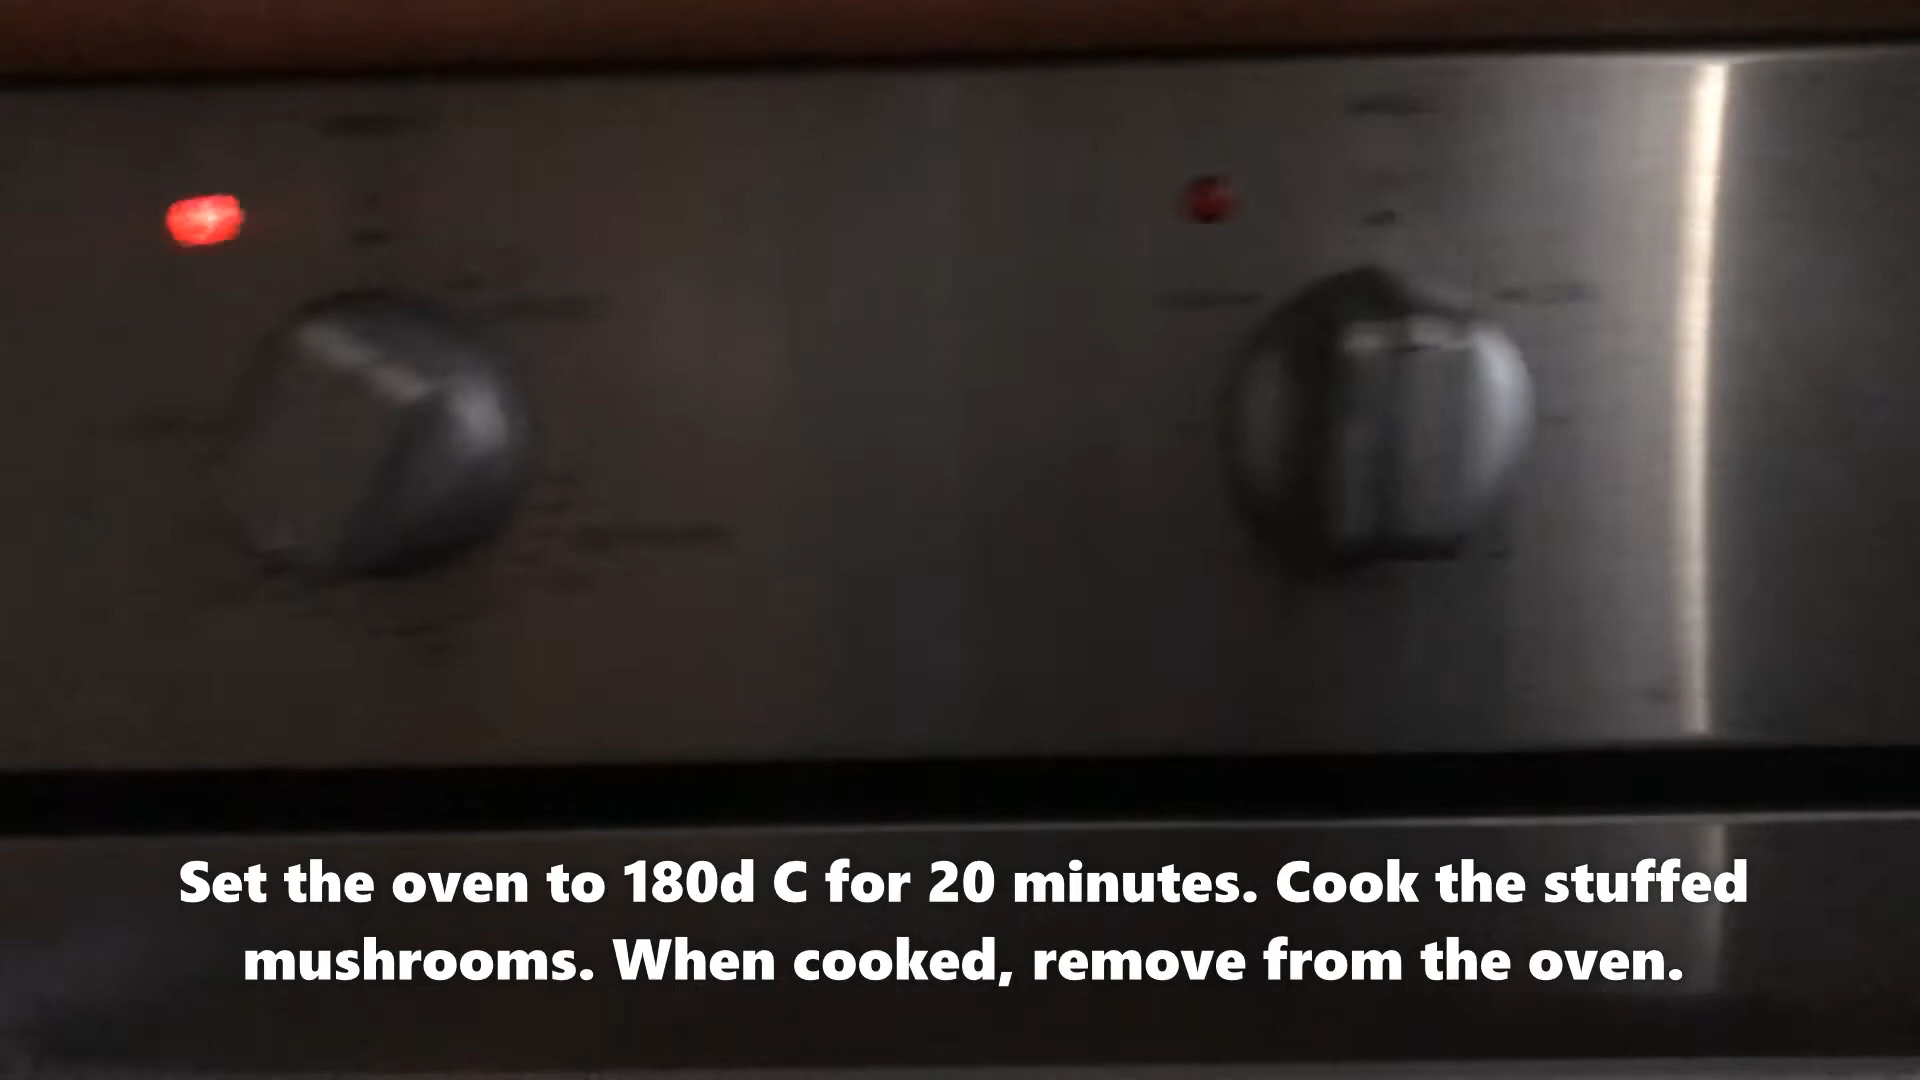 Set the oven to 180d C for 20 minutes. Cook the stuffed
mushrooms. When cooked, remove from the oven.